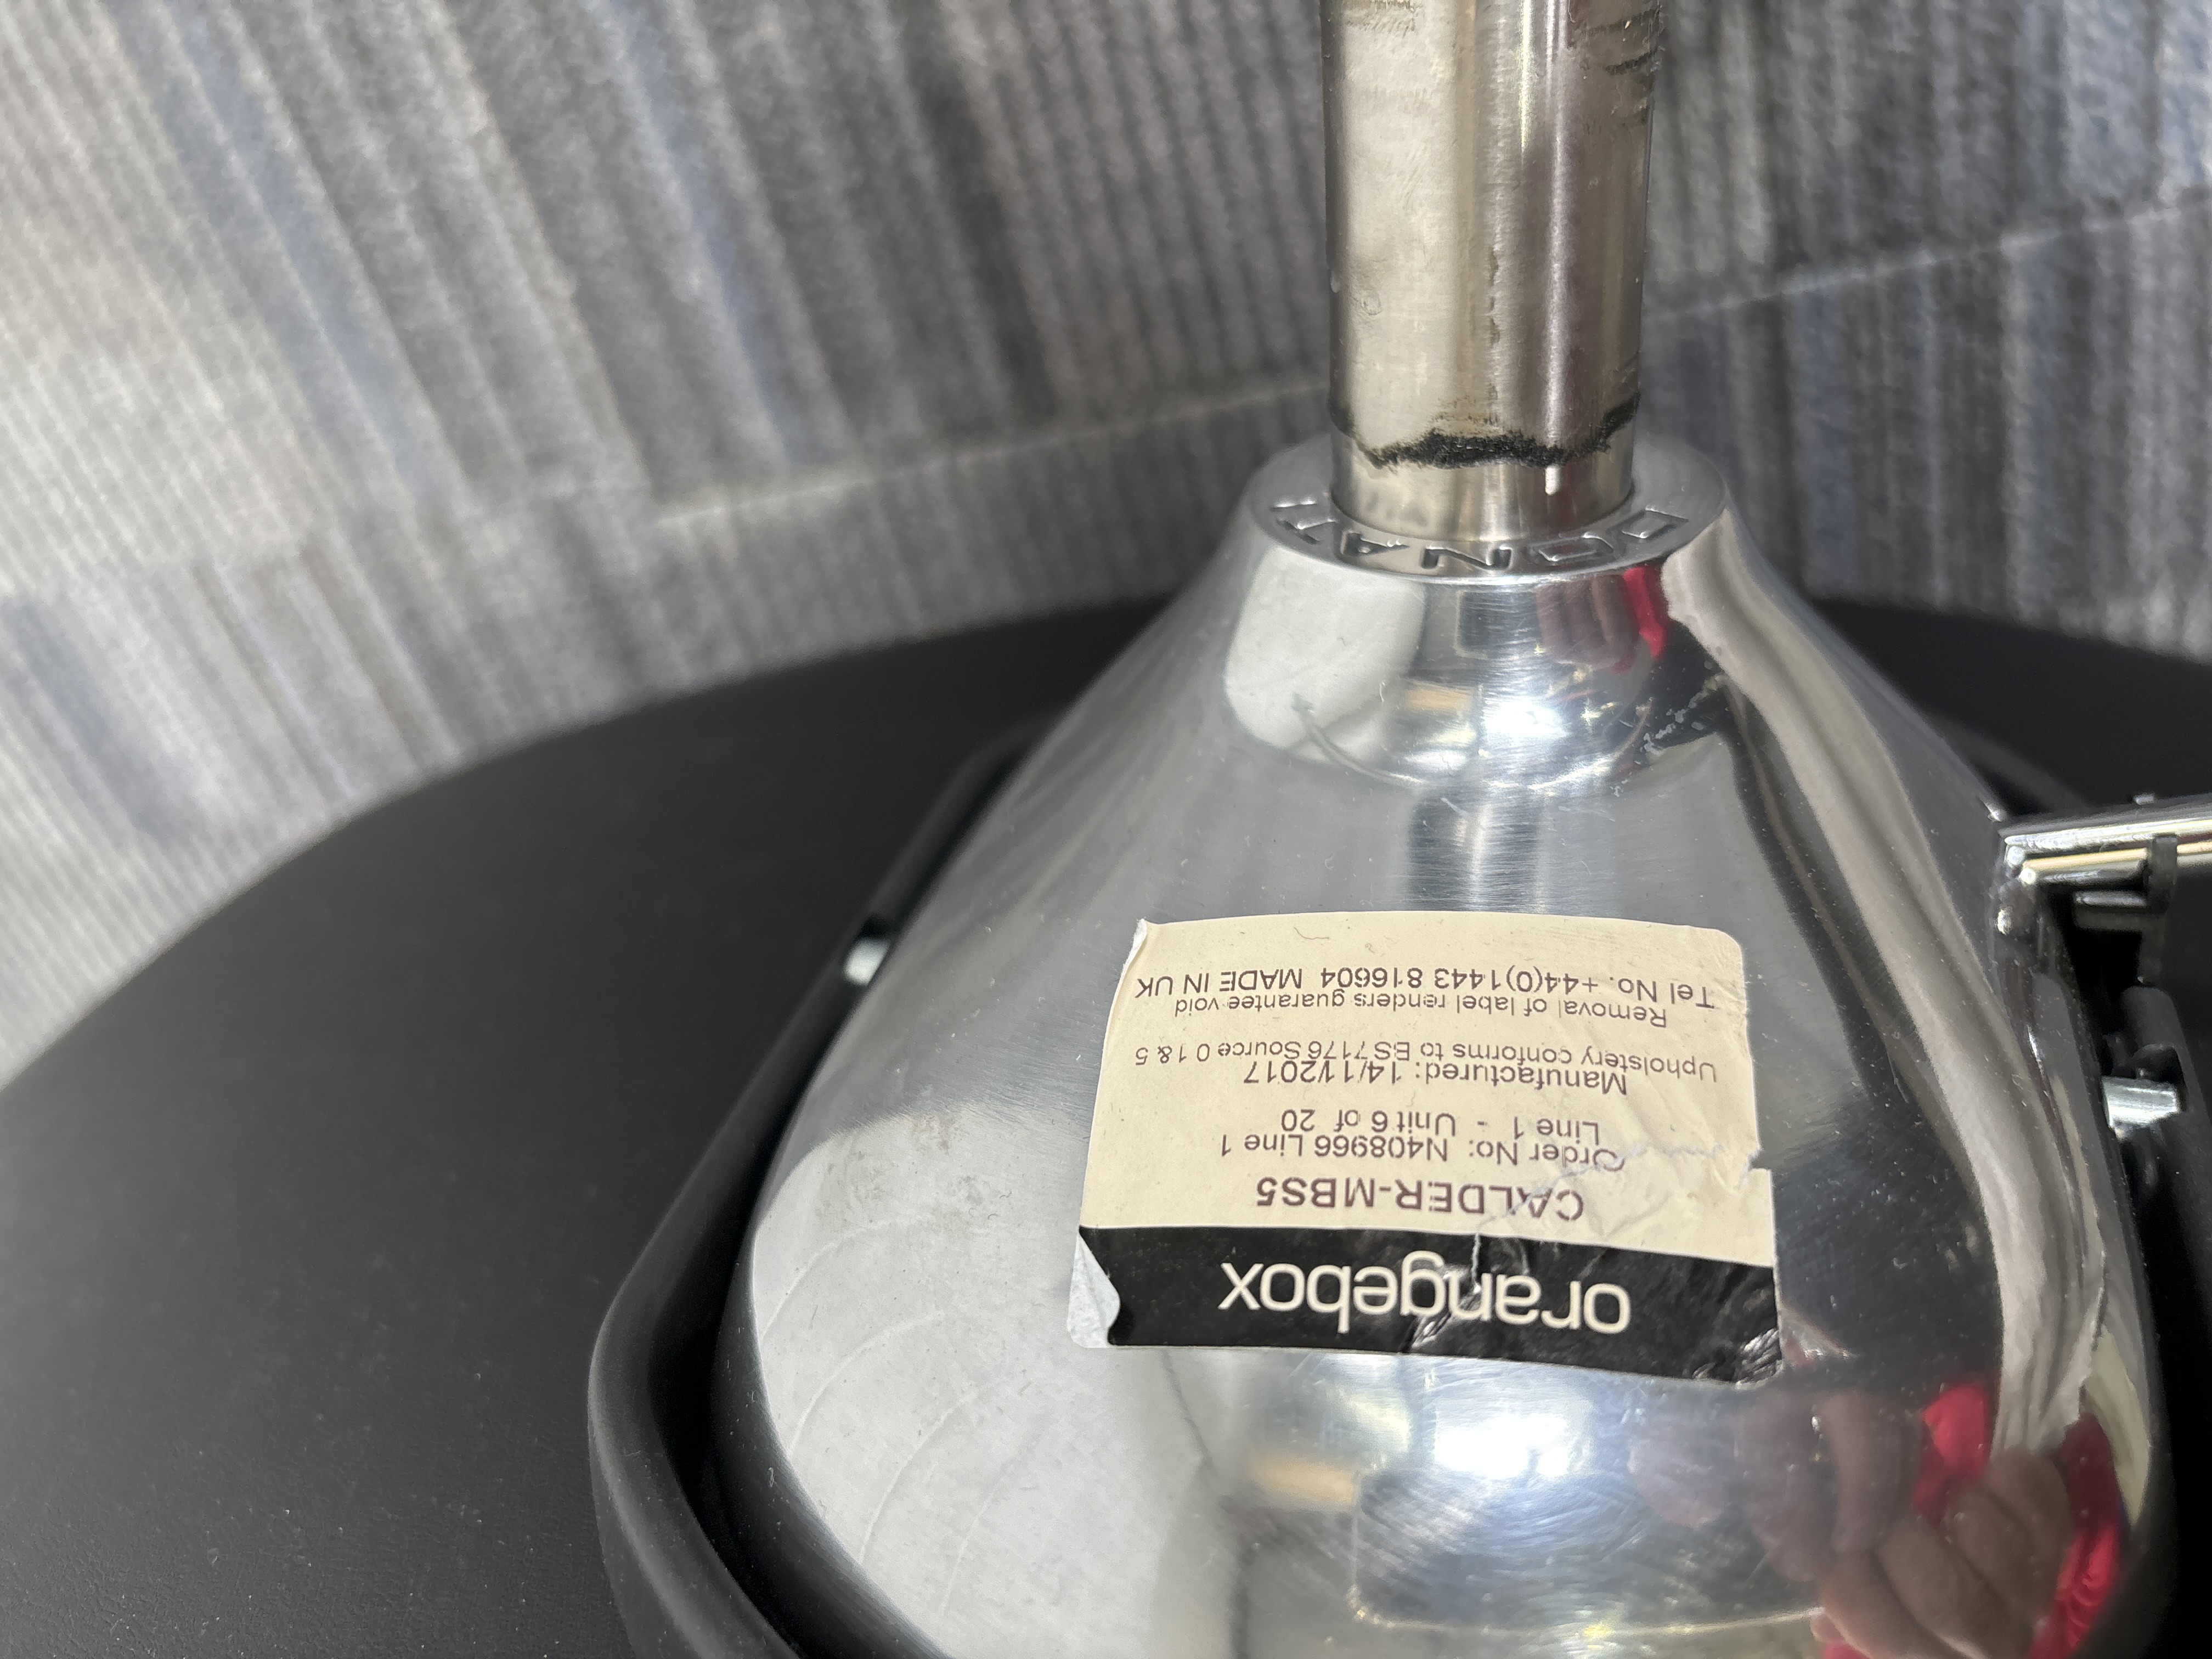 orangebox
CALDER-MBS5
Order No: N408966 Line 1
Line 1 - Unit 6 of 20
Manufactured: 14/11/2017
Upholstery conforms to BS7176 Source 0 1 & 5
Removal of label renders guarantee void
Tel No. +44(0)1443 816604 MADE IN UK
DONATI